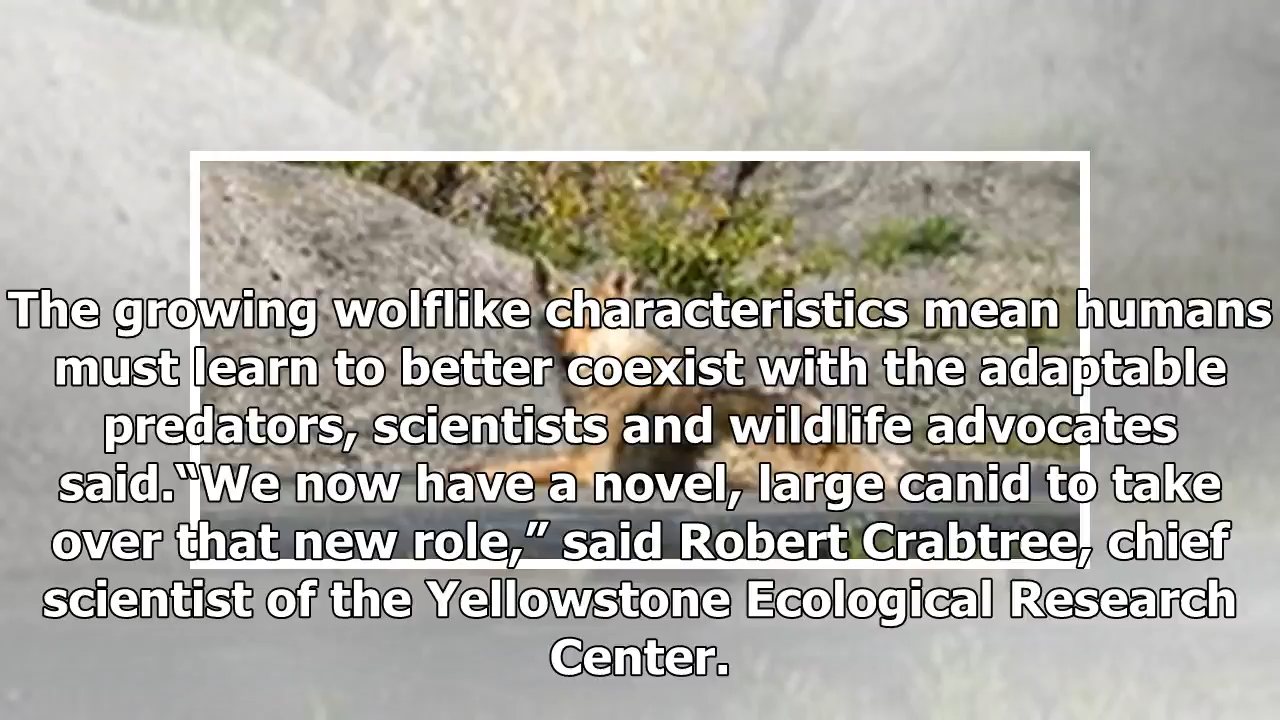 The growing wolflike characteristics mean humans
must learn to better coexist with the adaptable
predators, scientists and wildlife advocates
said.“We now have a novel, large canid to take
over that new role,” said Robert Crabtree, chief
scientist of the Yellowstone Ecological Research
Center.